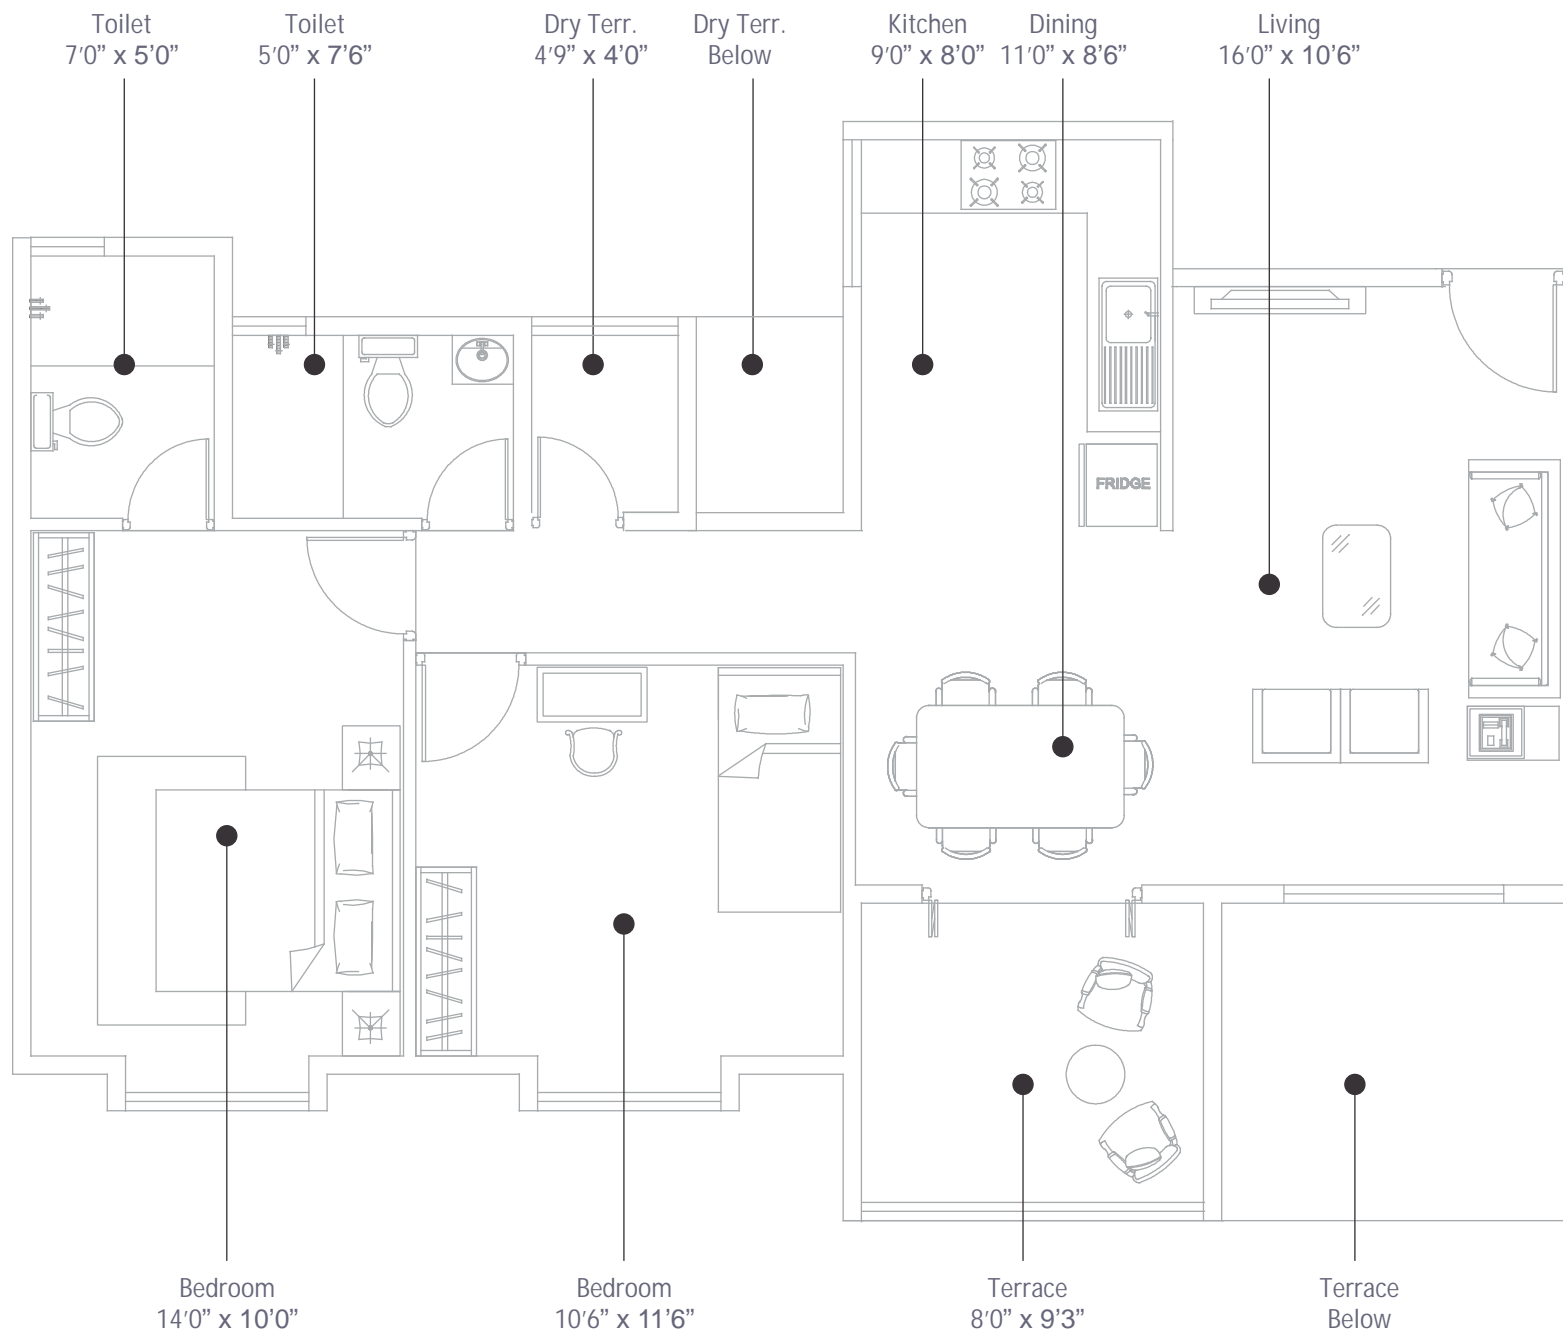 Toilet
7'0” x 5'0”
Toilet
5'0” x 7'6”
Dry Terr.
4'9” x 4'0”
Dry Terr.
Below
Kitchen
9'0” x 8'0”
Dining
11'0” x 8'6”
Living
16'0” x 10'6”
FRIDGE
Bedroom
14'0” x 10'0”
Bedroom
10'6” x 11'6”
Terrace
8'0” x 9'3”
Terrace
Below